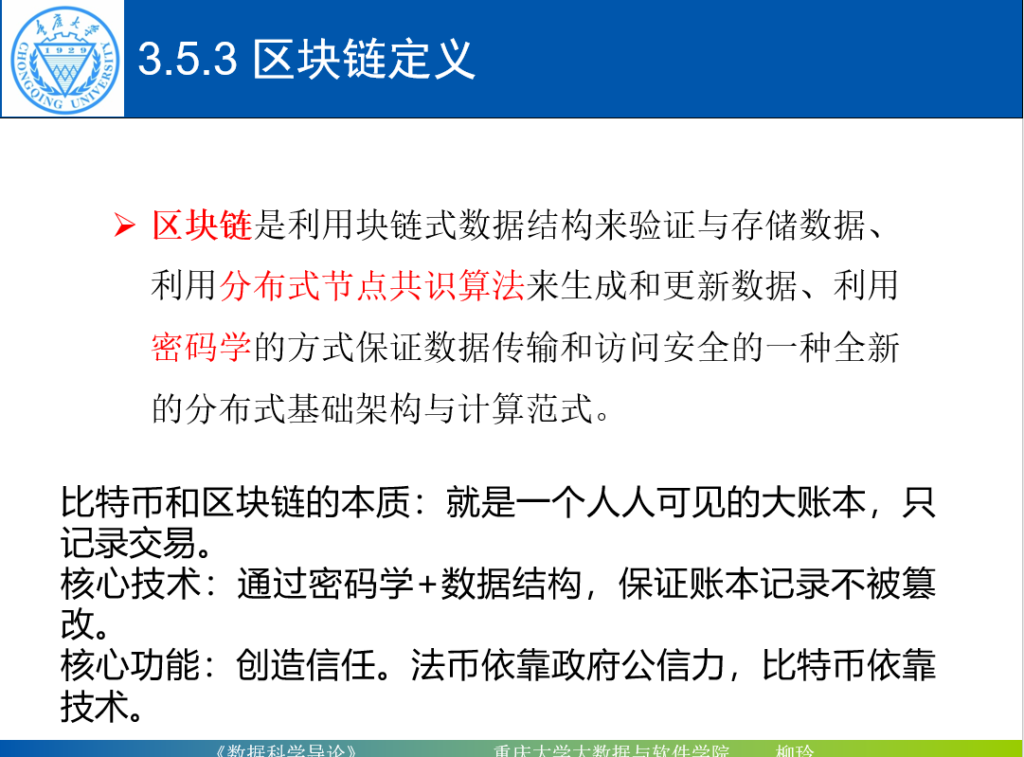 重庆大学
1929
CHONGQING UNIVERSITY
3.5.3 区块链定义
区块链是利用块链式数据结构来验证与存储数据、
利用分布式节点共识算法来生成和更新数据、利用
密码学的方式保证数据传输和访问安全的一种全新
的分布式基础架构与计算范式。
比特币和区块链的本质：就是一个人人可见的大账本，只
记录交易。
核心技术：通过密码学+数据结构，保证账本记录不被篡
改。
核心功能：创造信任。法币依靠政府公信力，比特币依靠
技术。
《数据科学导论》 重庆大学大数据与软件学院 柳玲